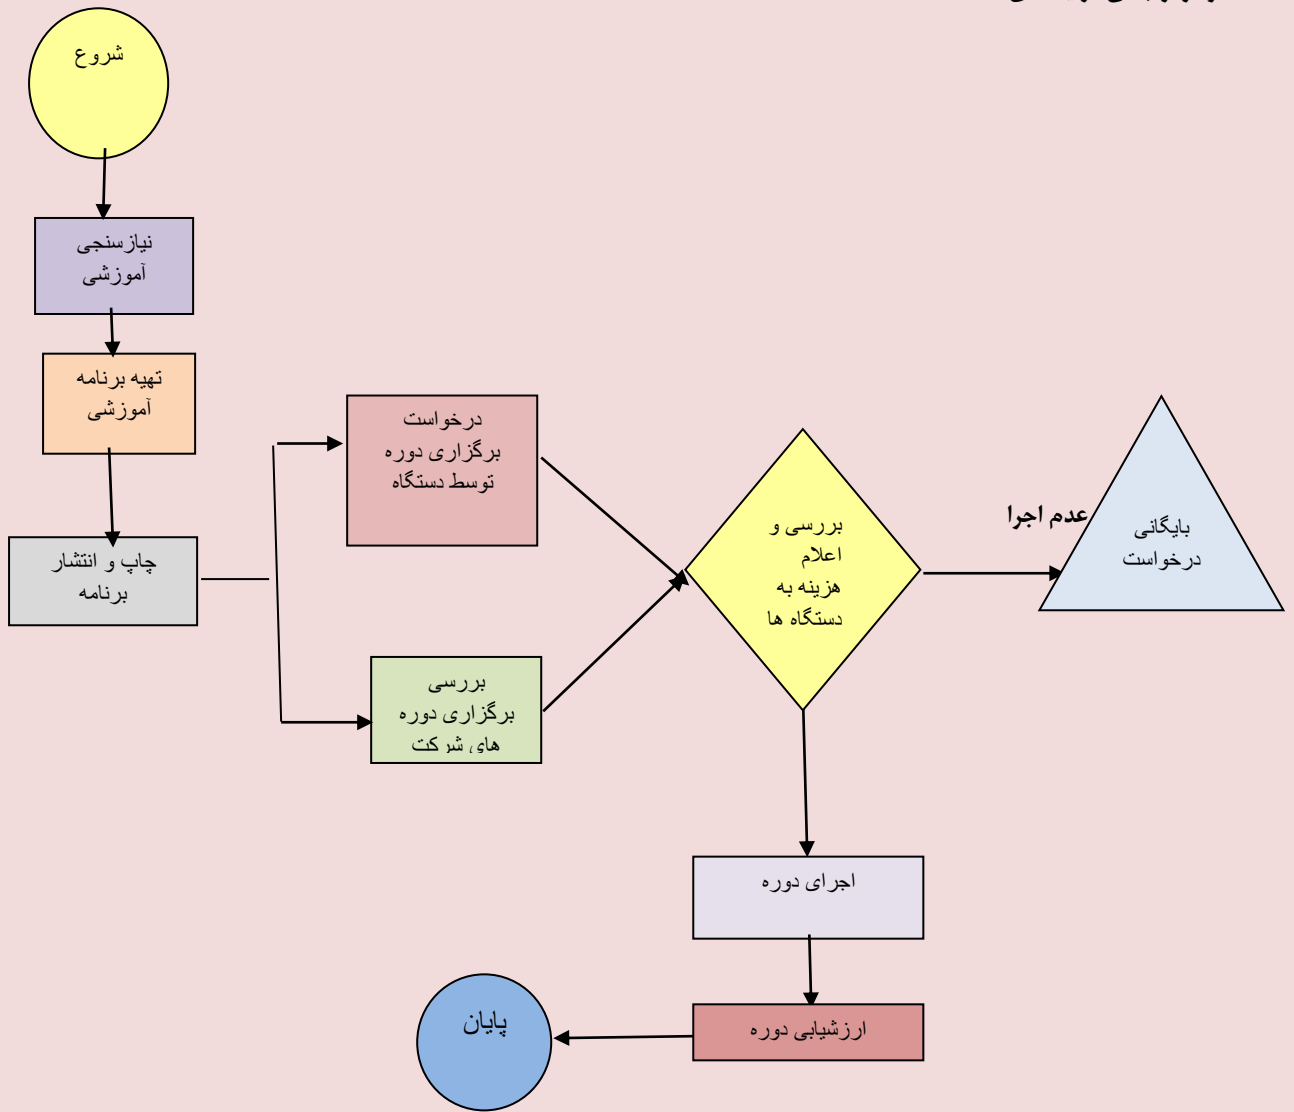 شروع
نیازسنجی
آموزشی
تهیه برنامه
آموزشی
چاپ و انتشار
برنامه
درخواست
برگزاری دوره
توسط دستگاه
بررسی
برگزاری دوره
های شرکت
بررسی و
اعلام
هزینه به
دستگاه ها
عدم اجرا
بایگانی
درخواست
اجرای دوره
ارزشیابی دوره
پایان